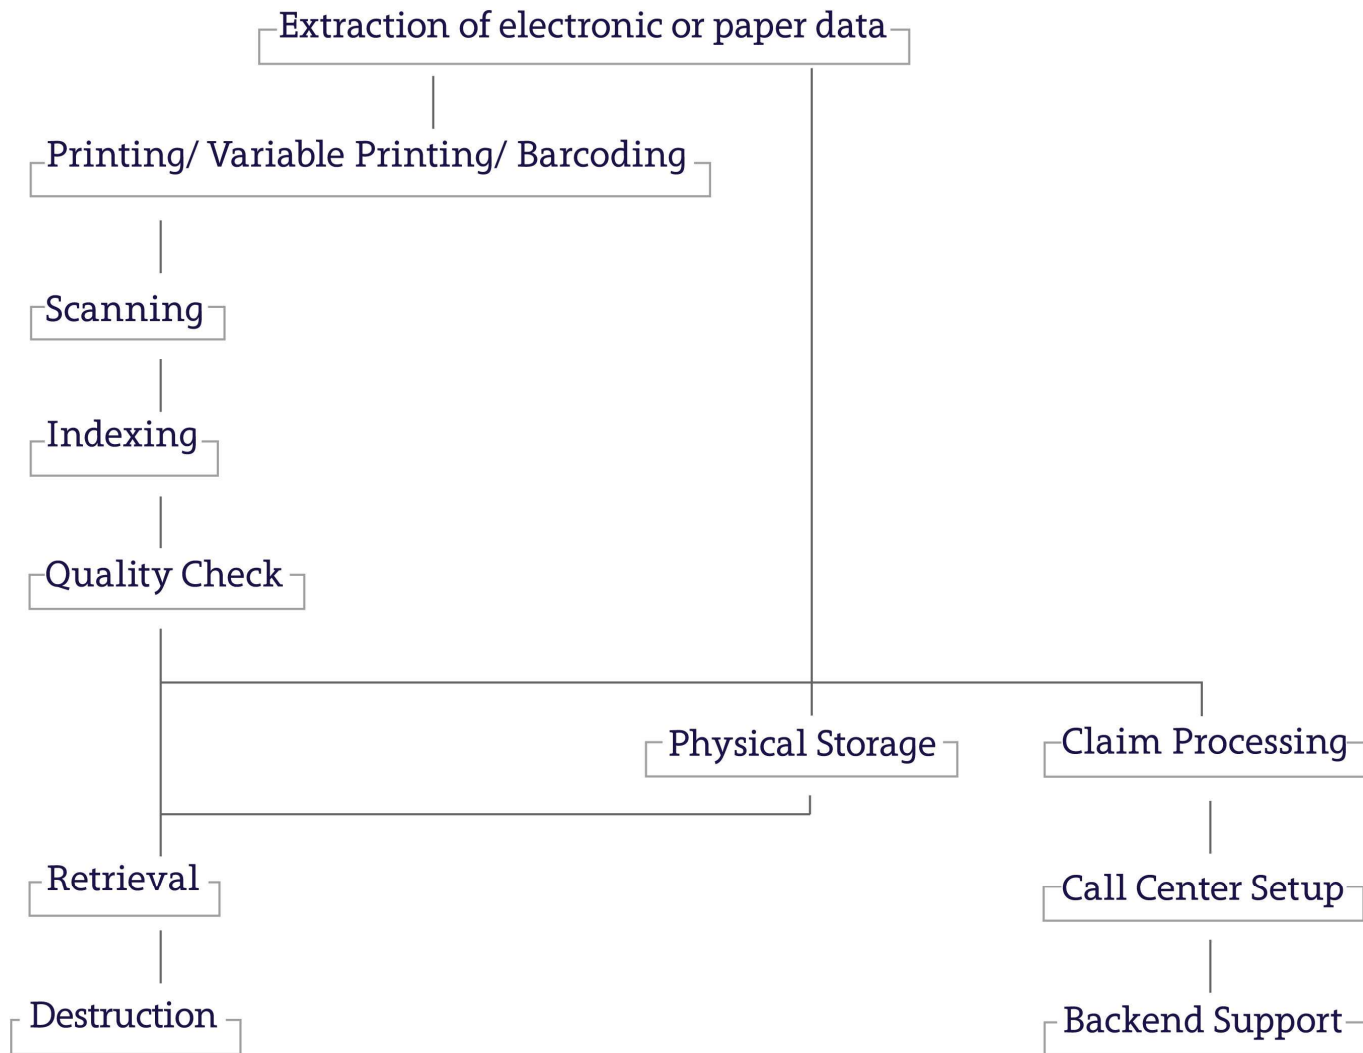 Extraction of electronic or paper data
Printing/ Variable Printing/ Barcoding
Scanning
Indexing
Quality Check
Physical Storage
Claim Processing
Retrieval
Call Center Setup
Destruction
Backend Support